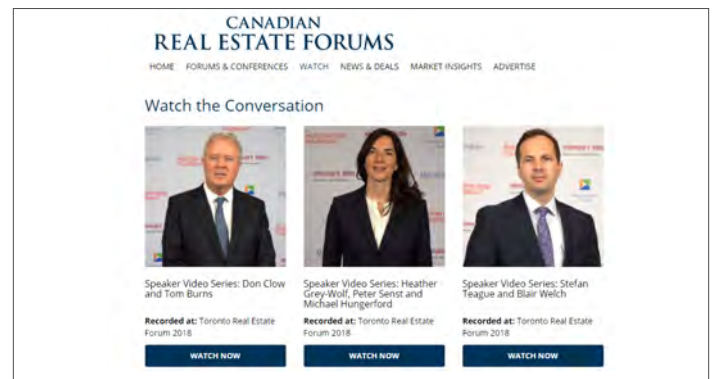 CANADIAN
REAL ESTATE FORUMS
HOME FORUMS & CONFERENCES WATCH NEWS & DEALS MARKET INSIGHTS ADVERTISE
Watch the Conversation
Speaker Video Series: Don Clow
and Tom Burns
Recorded at: Toronto Real Estate
Forum 2018
WATCH NOW
Speaker Video Series: Heather
Grey-Wolf, Peter Senst and
Michael Hungerford
Recorded at: Toronto Real Estate
Forum 2018
WATCH NOW
Speaker Video Series: Stefan
Teague and Blair Welch
Recorded at: Toronto Real Estate
Forum 2018
WATCH NOW